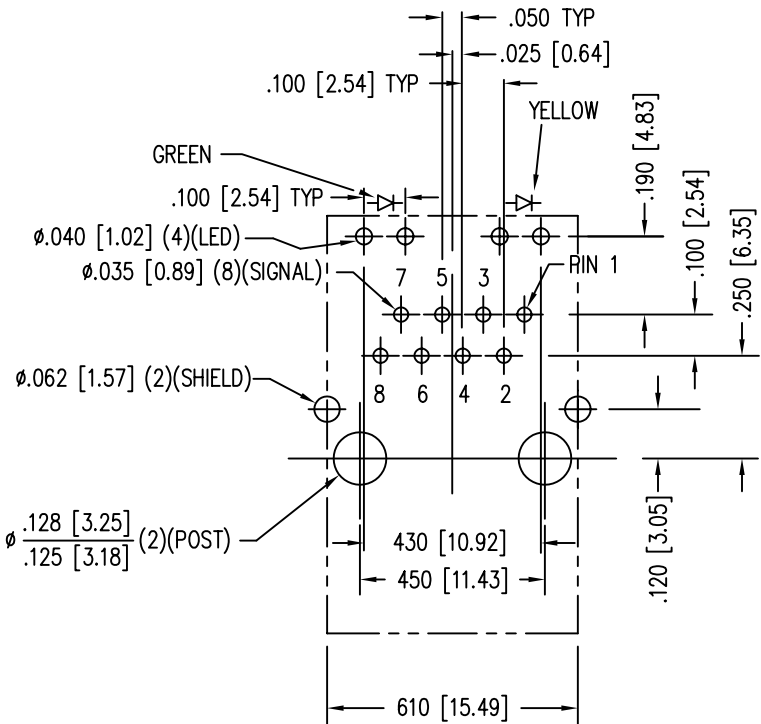 .050 TYP
.025 [0.64]
.100 [2.54] TYP
YELLOW
GREEN
.100 [2.54] TYP
.190 [4.83]
.100 [2.54]
.250 [6.35]
ø.040 [1.02] (4)(LED)
ø.035 [0.89] (8)(SIGNAL)
7 5 3 PIN 1
8 6 4 2
ø.062 [1.57] (2)(SHIELD)
ø .128 [3.25]
.125 [3.18] (2)(POST)
430 [10.92]
450 [11.43]
.120 [3.05]
610 [15.49]